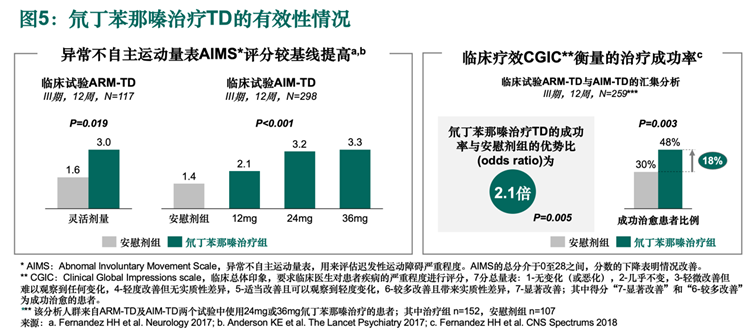 图5：氘丁苯那嗪治疗TD的有效性情况
异常不自主运动量表AIMS*评分较基线提高a,b
临床试验ARM-TD
III期，12周，N=117
P=0.019
1.6
3.0
灵活剂量
临床试验AIM-TD
III期，12周，N=298
P<0.001
1.4
2.1
3.2
3.3
安慰剂组
12mg
24mg
36mg
安慰剂组
氘丁苯那嗪治疗组
临床疗效CGIC**衡量的治疗成功率c
临床试验ARM-TD与AIM-TD的汇集分析
III期，12周，N=259***
氘丁苯那嗪治疗TD的成功
率与安慰剂组的优势比
(odds ratio)为
2.1倍
P=0.005
P=0.003
30%
48%
18%
成功治愈患者比例
安慰剂组
氘丁苯那嗪治疗组
* AIMS：Abnomal Involuntary Movement Scale，异常不自主运动量表，用来评估迟发性运动障碍严重程度。AIMS的总分介于0至28之间，分数的下降表明情况改善。
** CGIC：Clinical Global Impressions scale，临床总体印象，要求临床医生对患者疾病的严重程度进行评分，7分总量表：1-无变化（或恶化），2-几乎不变，3-轻微改善但
难以观察到任何变化，4-轻度改善但无实质性差异，5-适当改善且可以观察到轻度变化，6-较多改善且带来实质性差异，7-显著改善；其中得分“7-显著改善”和“6-较多改善”
为成功治愈的患者。
*** 该分析人群来自ARM-TD及AIM-TD两个试验中使用24mg或36mg氘丁苯那嗪治疗的患者；其中治疗组 n=152，安慰剂组 n=107
来源：a. Fernandez HH et al. Neurology 2017; b. Anderson KE et al. The Lancet Psychiatry 2017; c. Fernandez HH et al. CNS Spectrums 2018